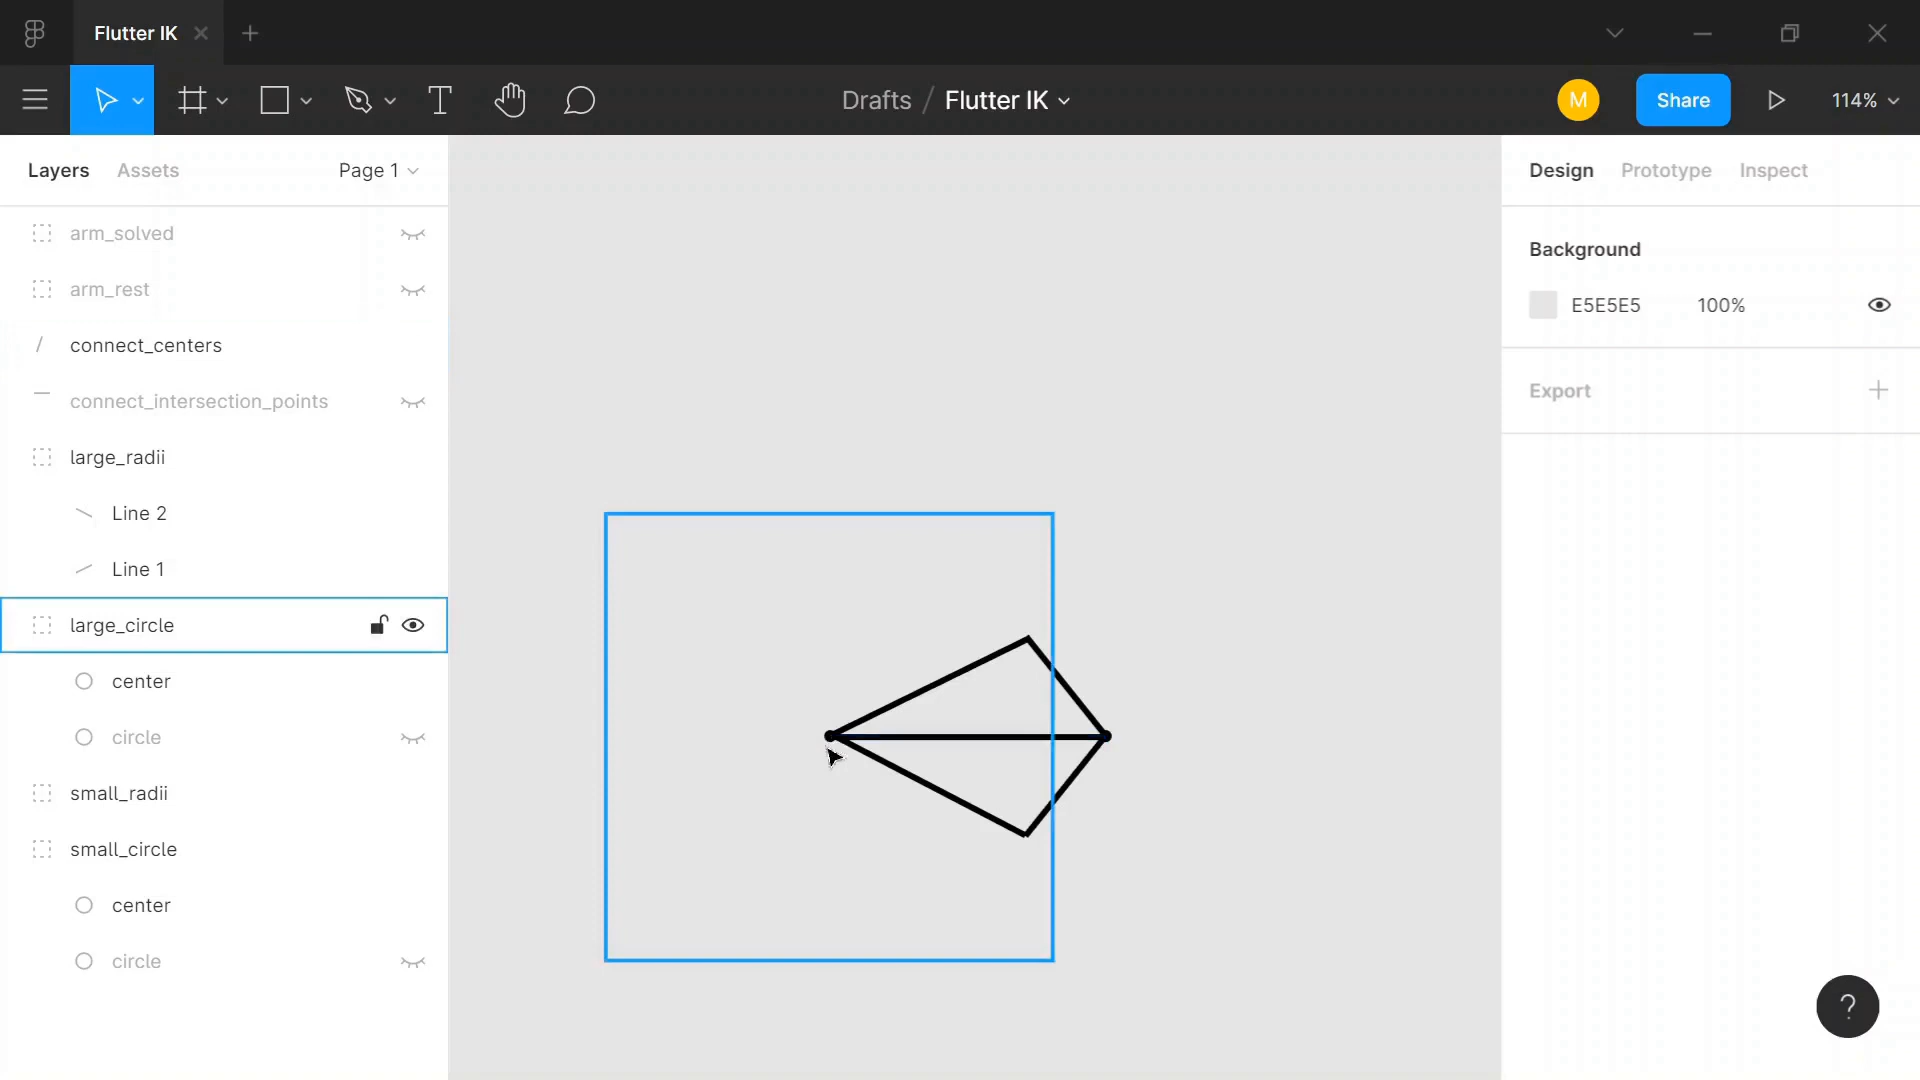 Flutter IK
T
Drafts / Flutter IK
M
Share
114%
Layers
Assets
Page 1
arm_solved
arm_rest
connect_centers
connect_intersection_points
large_radii
Line 2
Line 1
large_circle
center
circle
small_radii
small_circle
center
circle
Design
Prototype
Inspect
Background
E5E5E5
100%
Export
?